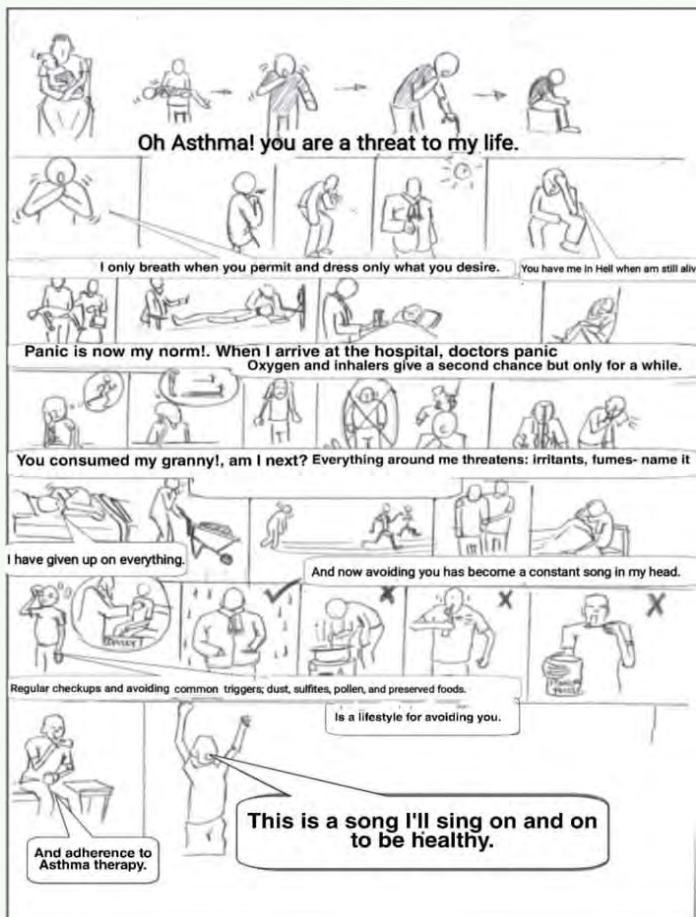 Oh Asthma! you are a threat to my life.
I only breath when you permit and dress only what you desire.
You have me in Hell when am still aliv
Panic is now my norm!. When I arrive at the hospital, doctors panic
Oxygen and inhalers give a second chance but only for a while.
You consumed my granny!, am I next? Everything around me threatens: irritants, fumes- name it
I have given up on everything.
And now avoiding you has become a constant song in my head.
Regular checkups and avoiding common triggers; dust, sulfites, pollen, and preserved foods.
Is a lifestyle for avoiding you.
And adherence to
Asthma therapy.
This is a song I'll sing on and on
to be healthy.